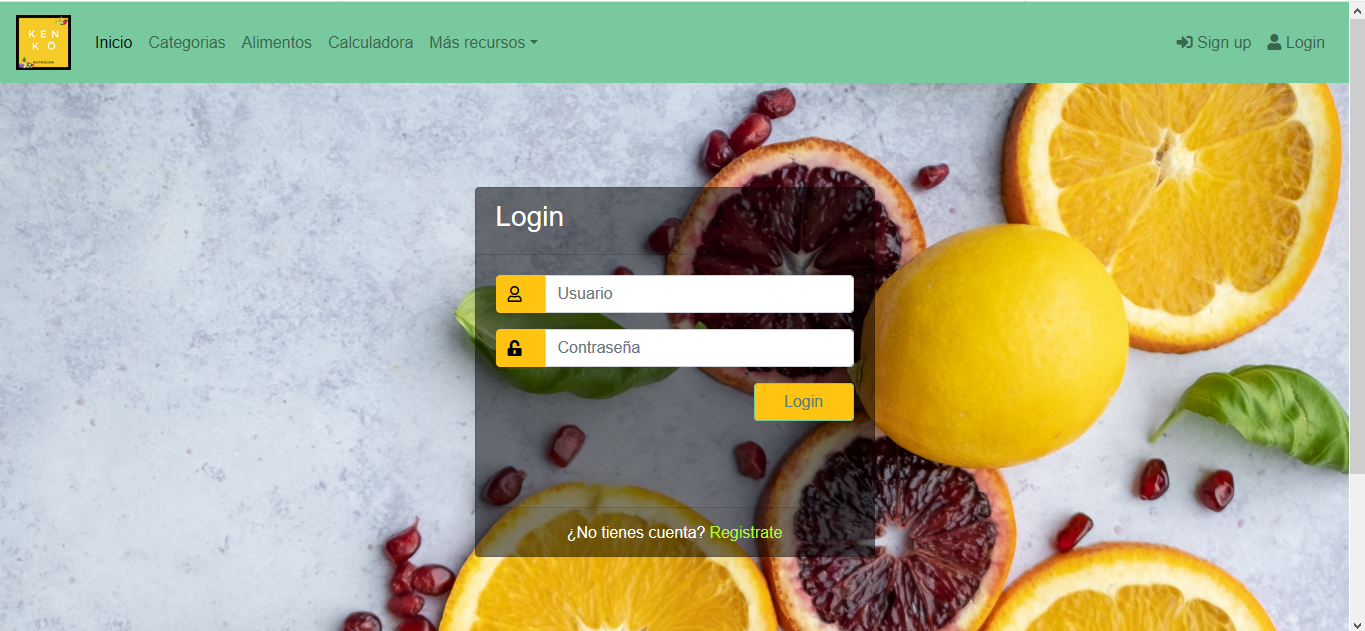 KEN
KŌ
NUTRICIÓN
Inicio Categorias Alimentos Calculadora Más recursos Sign up Login
Login
Usuario
Contraseña
Login
¿No tienes cuenta? Registrate